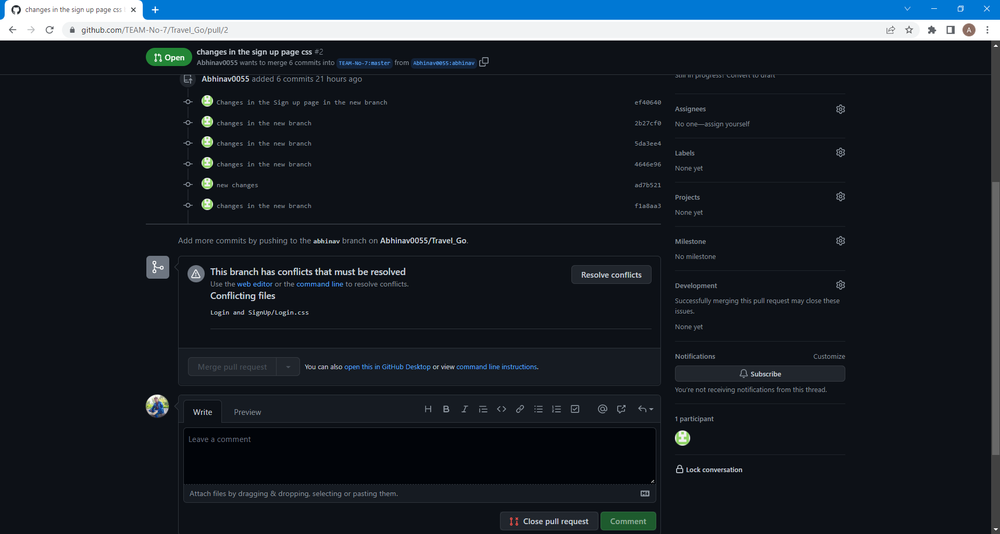 changes in the sign up page css
github.com/TEAM-No-7/Travel_Go/pull/2
A
Open
changes in the sign up page css #2
Abhinav0055 wants to merge 6 commits into TEAM-No-7:master from Abhinav0055:abhinav
Abhinav0055 added 6 commits 21 hours ago
Changes in the Sign up page in the new branch ef40640
changes in the new branch 2b27cf0
changes in the new branch 5da3ee4
changes in the new branch 4646e96
new changes ad7b521
changes in the new branch f1a8aa3
Add more commits by pushing to the abhinav branch on Abhinav0055/Travel_Go.
This branch has conflicts that must be resolved
Use the web editor or the command line to resolve conflicts.
Resolve conflicts
Conflicting files
Login and SignUp/Login.css
Merge pull request
You can also open this in GitHub Desktop or view command line instructions.
Write
Preview
Leave a comment
Attach files by dragging & dropping, selecting or pasting them.
Close pull request
Comment
Still in progress? Convert to draft
Assignees
No one—assign yourself
Labels
None yet
Projects
None yet
Milestone
No milestone
Development
Successfully merging this pull request may close these
issues.
None yet
Notifications
Customize
Subscribe
You're not receiving notifications from this thread.
1 participant
Lock conversation